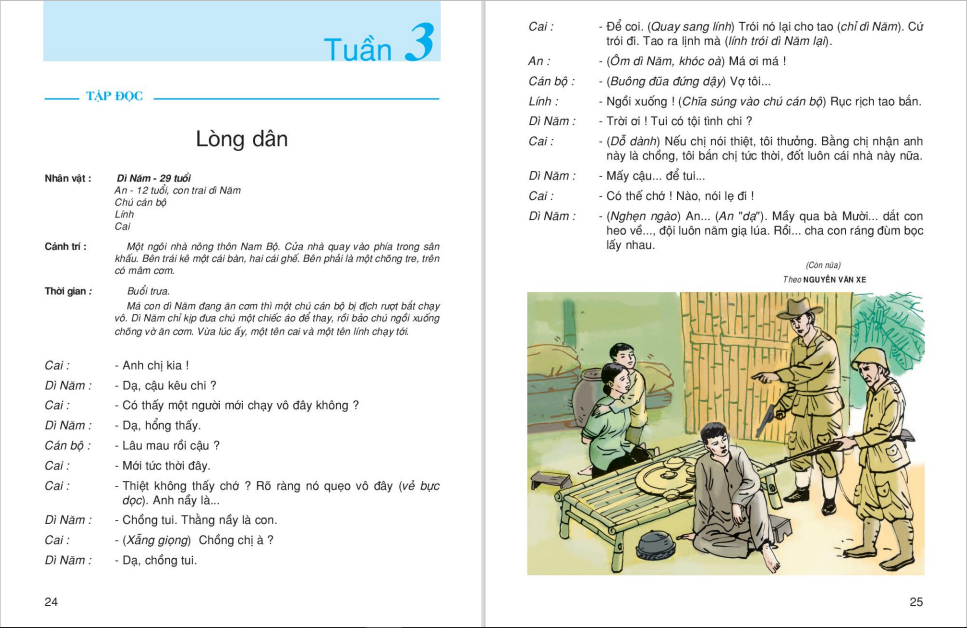 Tuần 3
TẬP ĐỌC
Lòng dân
Nhân vật : Dì Năm - 29 tuổi
An - 12 tuổi, con trai dì Năm
Chú cán bộ
Lính
Cai
Cảnh trí : Một ngôi nhà nông thôn Nam Bộ. Cửa nhà quay vào phía trong sân
khấu. Bên trái kê một cái bàn, hai cái ghế. Bên phải là một chõng tre, trên
có mâm cơm.
Thời gian : Buổi trưa.
Má con dì Năm đang ăn cơm thì một chú cán bộ bị địch rượt bắt chạy
vô. Dì Năm chỉ kịp đưa chú một chiếc áo để thay, rồi bảo chú ngồi xuống
chõng vờ ăn cơm. Vừa lúc ấy, một tên cai và một tên lính chạy tới.
Cai : - Anh chị kia !
Dì Năm : - Dạ, cậu kêu chi ?
Cai : - Có thấy một người mới chạy vô đây không ?
Dì Năm : - Dạ, hổng thấy.
Cán bộ : - Lâu mau rồi cậu ?
Cai : - Mới tức thời đây.
Cai : - Thiệt không thấy chớ ? Rõ ràng nó quẹo vô đây (vẻ bực
dọc). Anh nầy là...
Dì Năm : - Chồng tui. Thằng nầy là con.
Cai : - (Xẵng giọng) Chồng chị à ?
Dì Năm : - Dạ, chồng tui.
24
Cai : - Để coi. (Quay sang lính) Trói nó lại cho tao (chỉ dì Năm). Cứ
trói đi. Tao ra lịnh mà (lính trói dì Năm lại).
An : - (Ôm dì Năm, khóc oà) Má ơi má !
Cán bộ : - (Buông đũa đứng dậy) Vợ tôi...
Lính : - Ngồi xuống ! (Chĩa súng vào chú cán bộ) Rục rịch tao bắn.
Dì Năm : - Trời ơi ! Tui có tội tình chi ?
Cai : - (Dỗ dành) Nếu chị nói thiệt, tôi thưởng. Bằng chị nhận anh
này là chồng, tôi bắn chị tức thời, đốt luôn cái nhà này nữa.
Dì Năm : - Mấy cậu... để tui...
Cai : - Có thế chớ ! Nào, nói lẹ đi !
Dì Năm : - (Nghẹn ngào) An... (An "dạ"). Mầy qua bà Mười... dắt con
heo về..., đội luôn năm giạ lúa. Rồi... cha con ráng đùm bọc
lấy nhau.
(Còn nữa)
Theo NGUYỄN VĂN XE
25